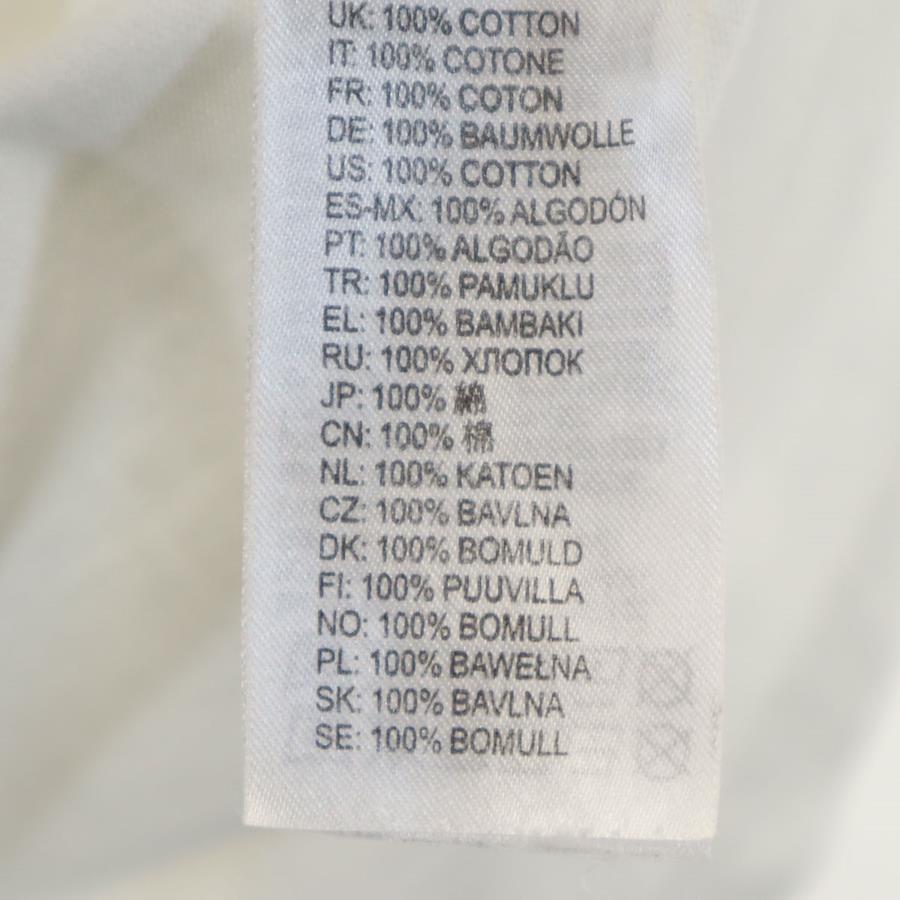 UK: 100% COTTON
IT: 100% COTONE
FR: 100% COTON
DE: 100% BAUMWOLLE
US: 100% COTTON
ES-MX: 100% ALGODÓN
PT: 100% ALGODÃO
TR: 100% PAMUKLU
EL: 100% BAMBAKI
RU: 100% ХЛОПОК
JP: 100% 綿
CN: 100% 棉
NL: 100% KATOEN
CZ: 100% BAVLNA
DK: 100% BOMULD
FI: 100% PUUVILLA
NO: 100% BOMULL
PL: 100% BAWEŁNA
SK: 100% BAVLNA
SE: 100% BOMULL